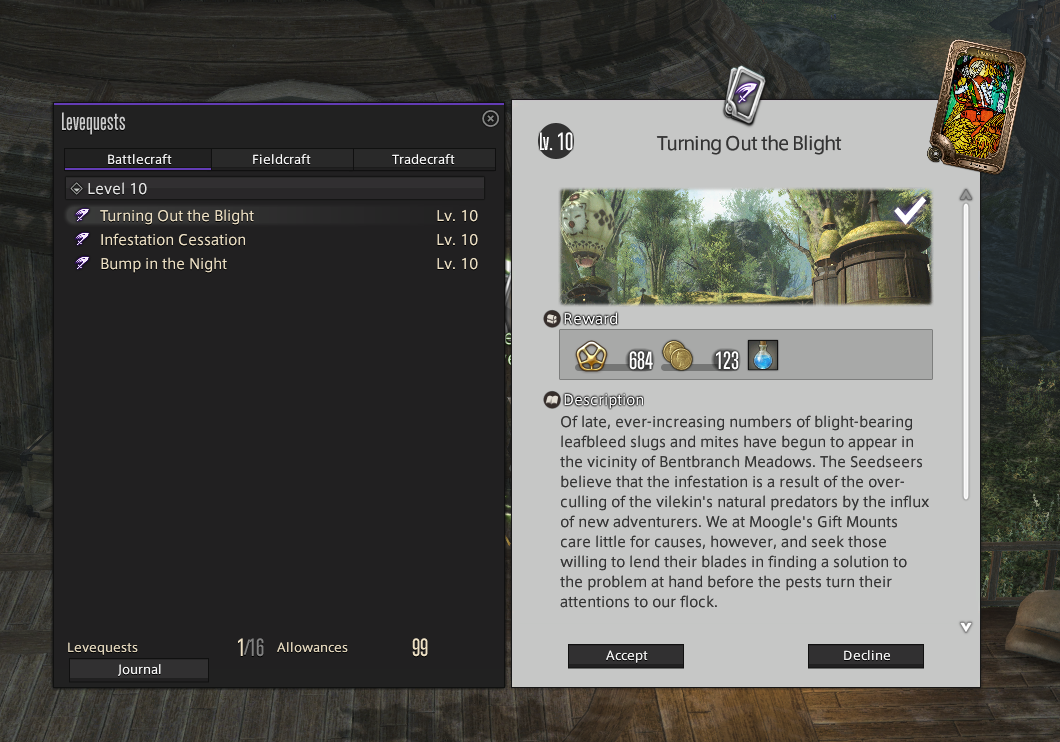 Levequests
Battlecraft Fieldcraft Tradecraft
Level 10
Turning Out the Blight Lv. 10
Infestation Cessation Lv. 10
Bump in the Night Lv. 10
Levequests 1/16 Allowances 99
Journal
Lv. 10
Turning Out the Blight
Reward
684 123
Description
Of late, ever-increasing numbers of blight-bearing
leafbleed slugs and mites have begun to appear in
the vicinity of Bentbranch Meadows. The Seedseers
believe that the infestation is a result of the over-
culling of the vilekin's natural predators by the influx
of new adventurers. We at Moogle's Gift Mounts
care little for causes, however, and seek those
willing to lend their blades in finding a solution to
the problem at hand before the pests turn their
attentions to our flock.
Accept Decline